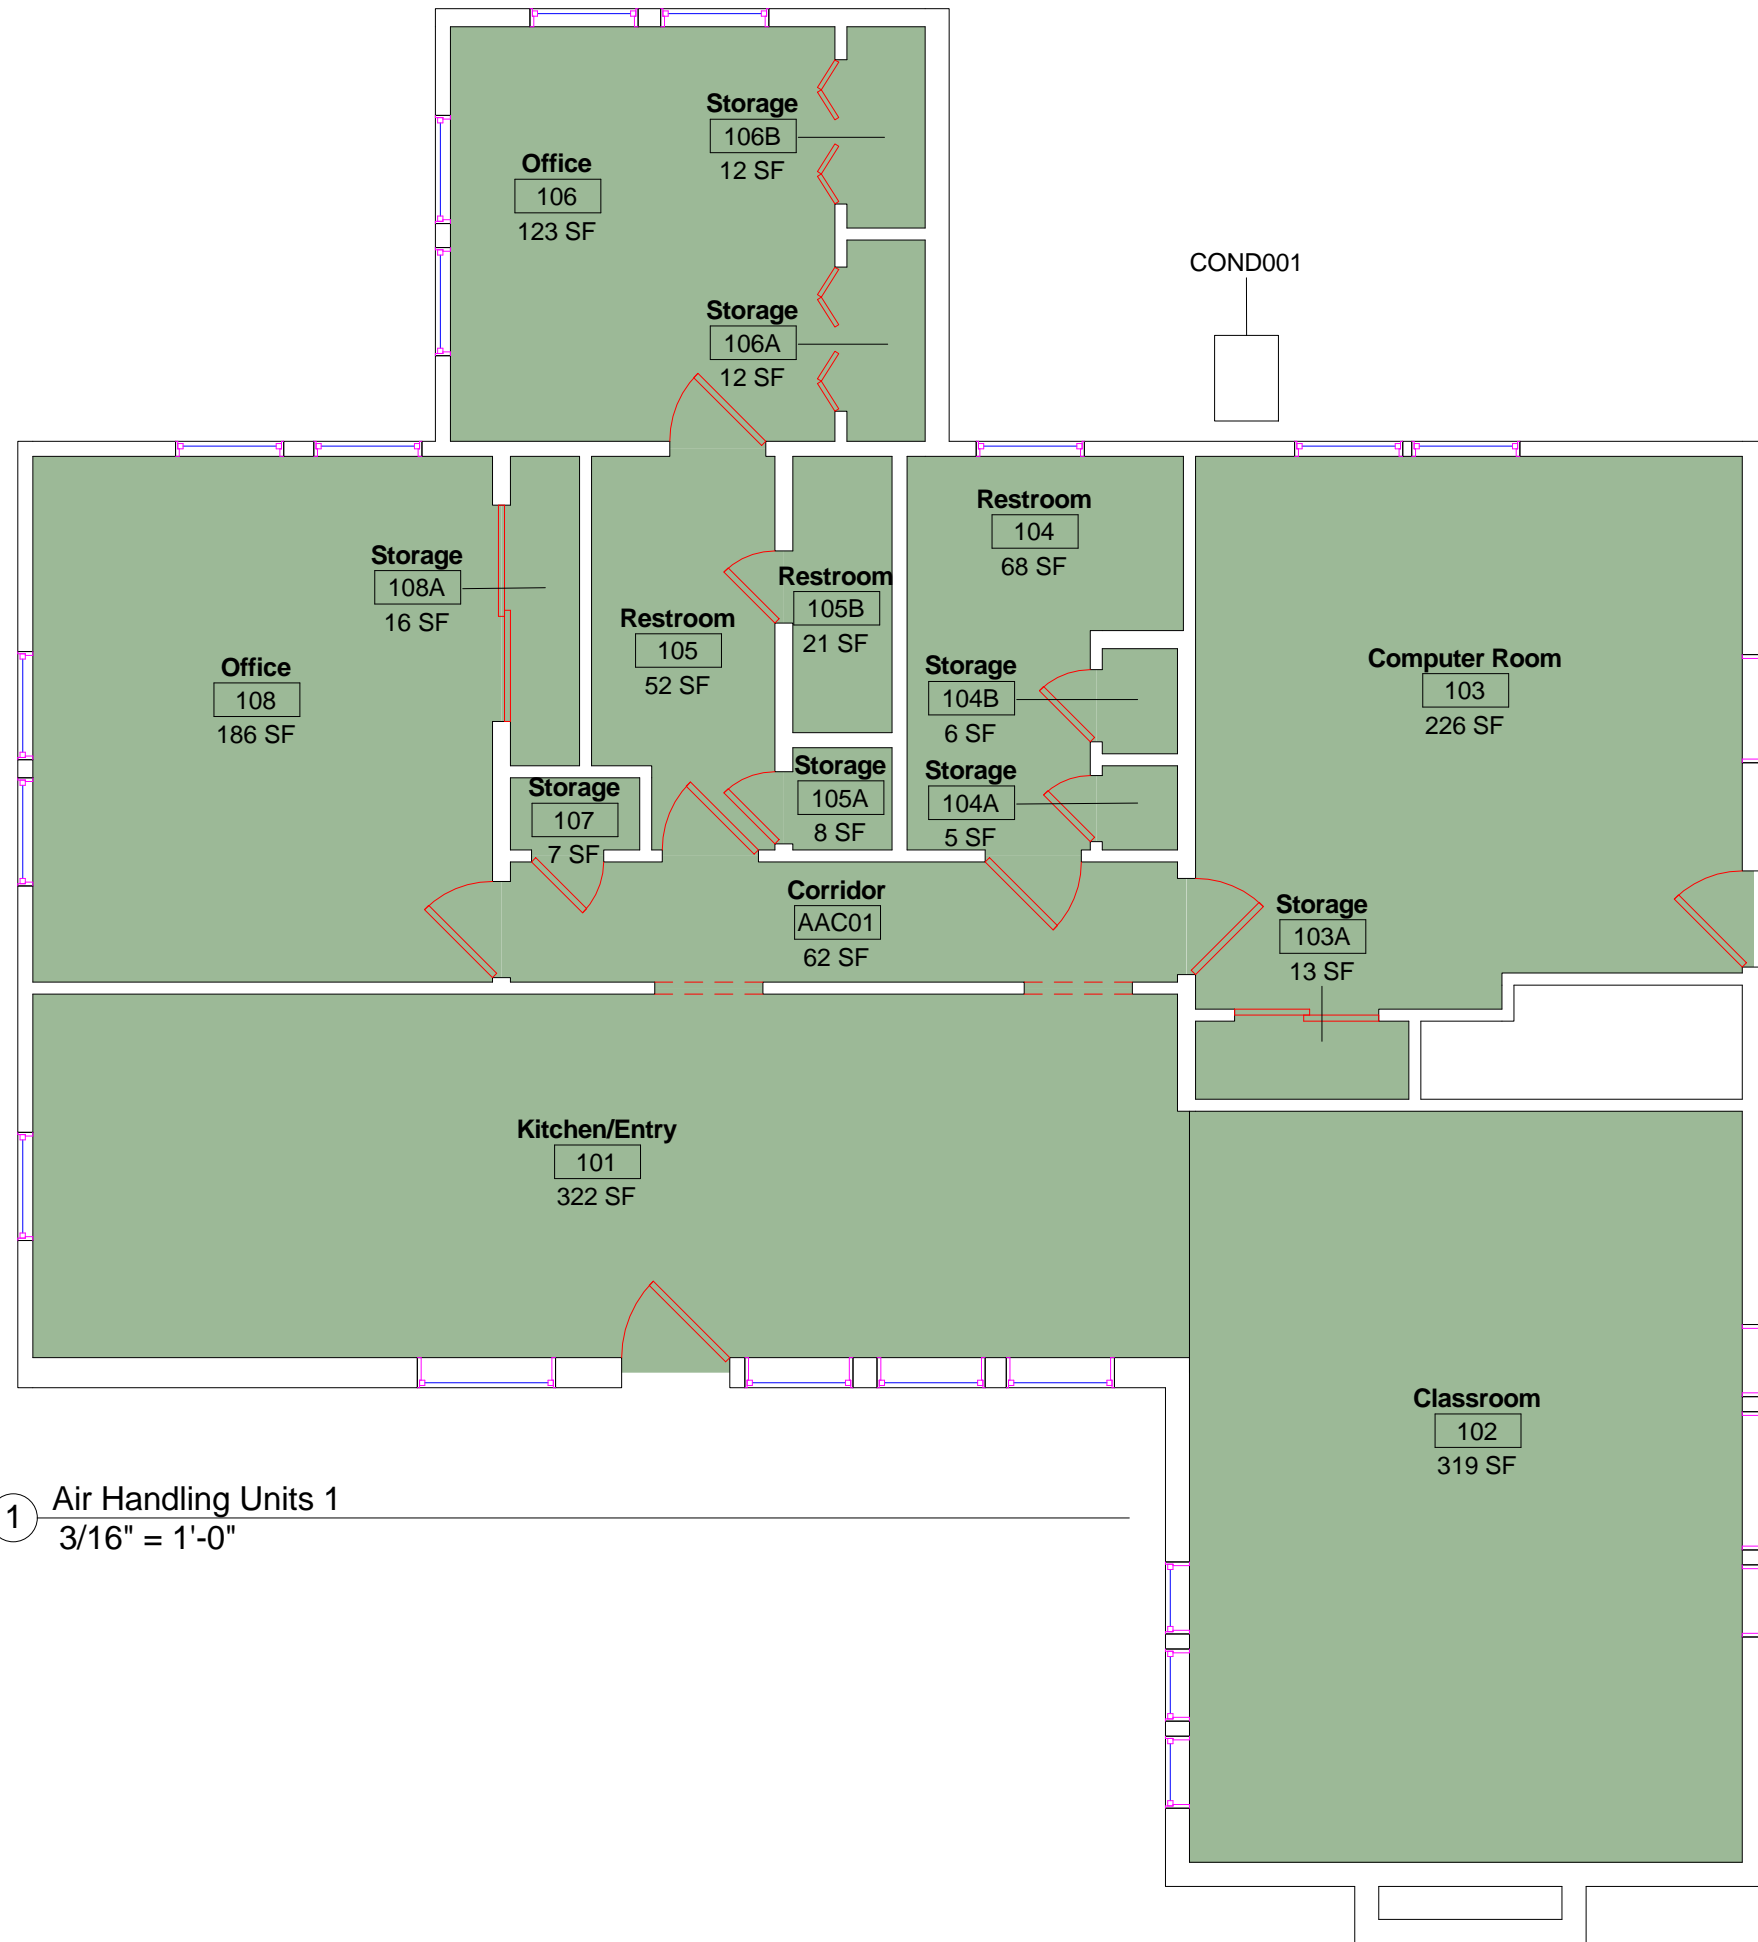 Storage
106B
12 SF
Office
106
123 SF
COND001
Storage
106A
12 SF
Restroom
104
68 SF
Storage
108A
16 SF
Restroom
105B
21 SF
Restroom
105
52 SF
Office
108
186 SF
Storage
104B
6 SF
Computer Room
103
226 SF
Storage
107
7 SF
Storage
105A
8 SF
Storage
104A
5 SF
Corridor
AAC01
62 SF
Storage
103A
13 SF
Kitchen/Entry
101
322 SF
Classroom
102
319 SF
1
Air Handling Units 1
3/16" = 1'-0"